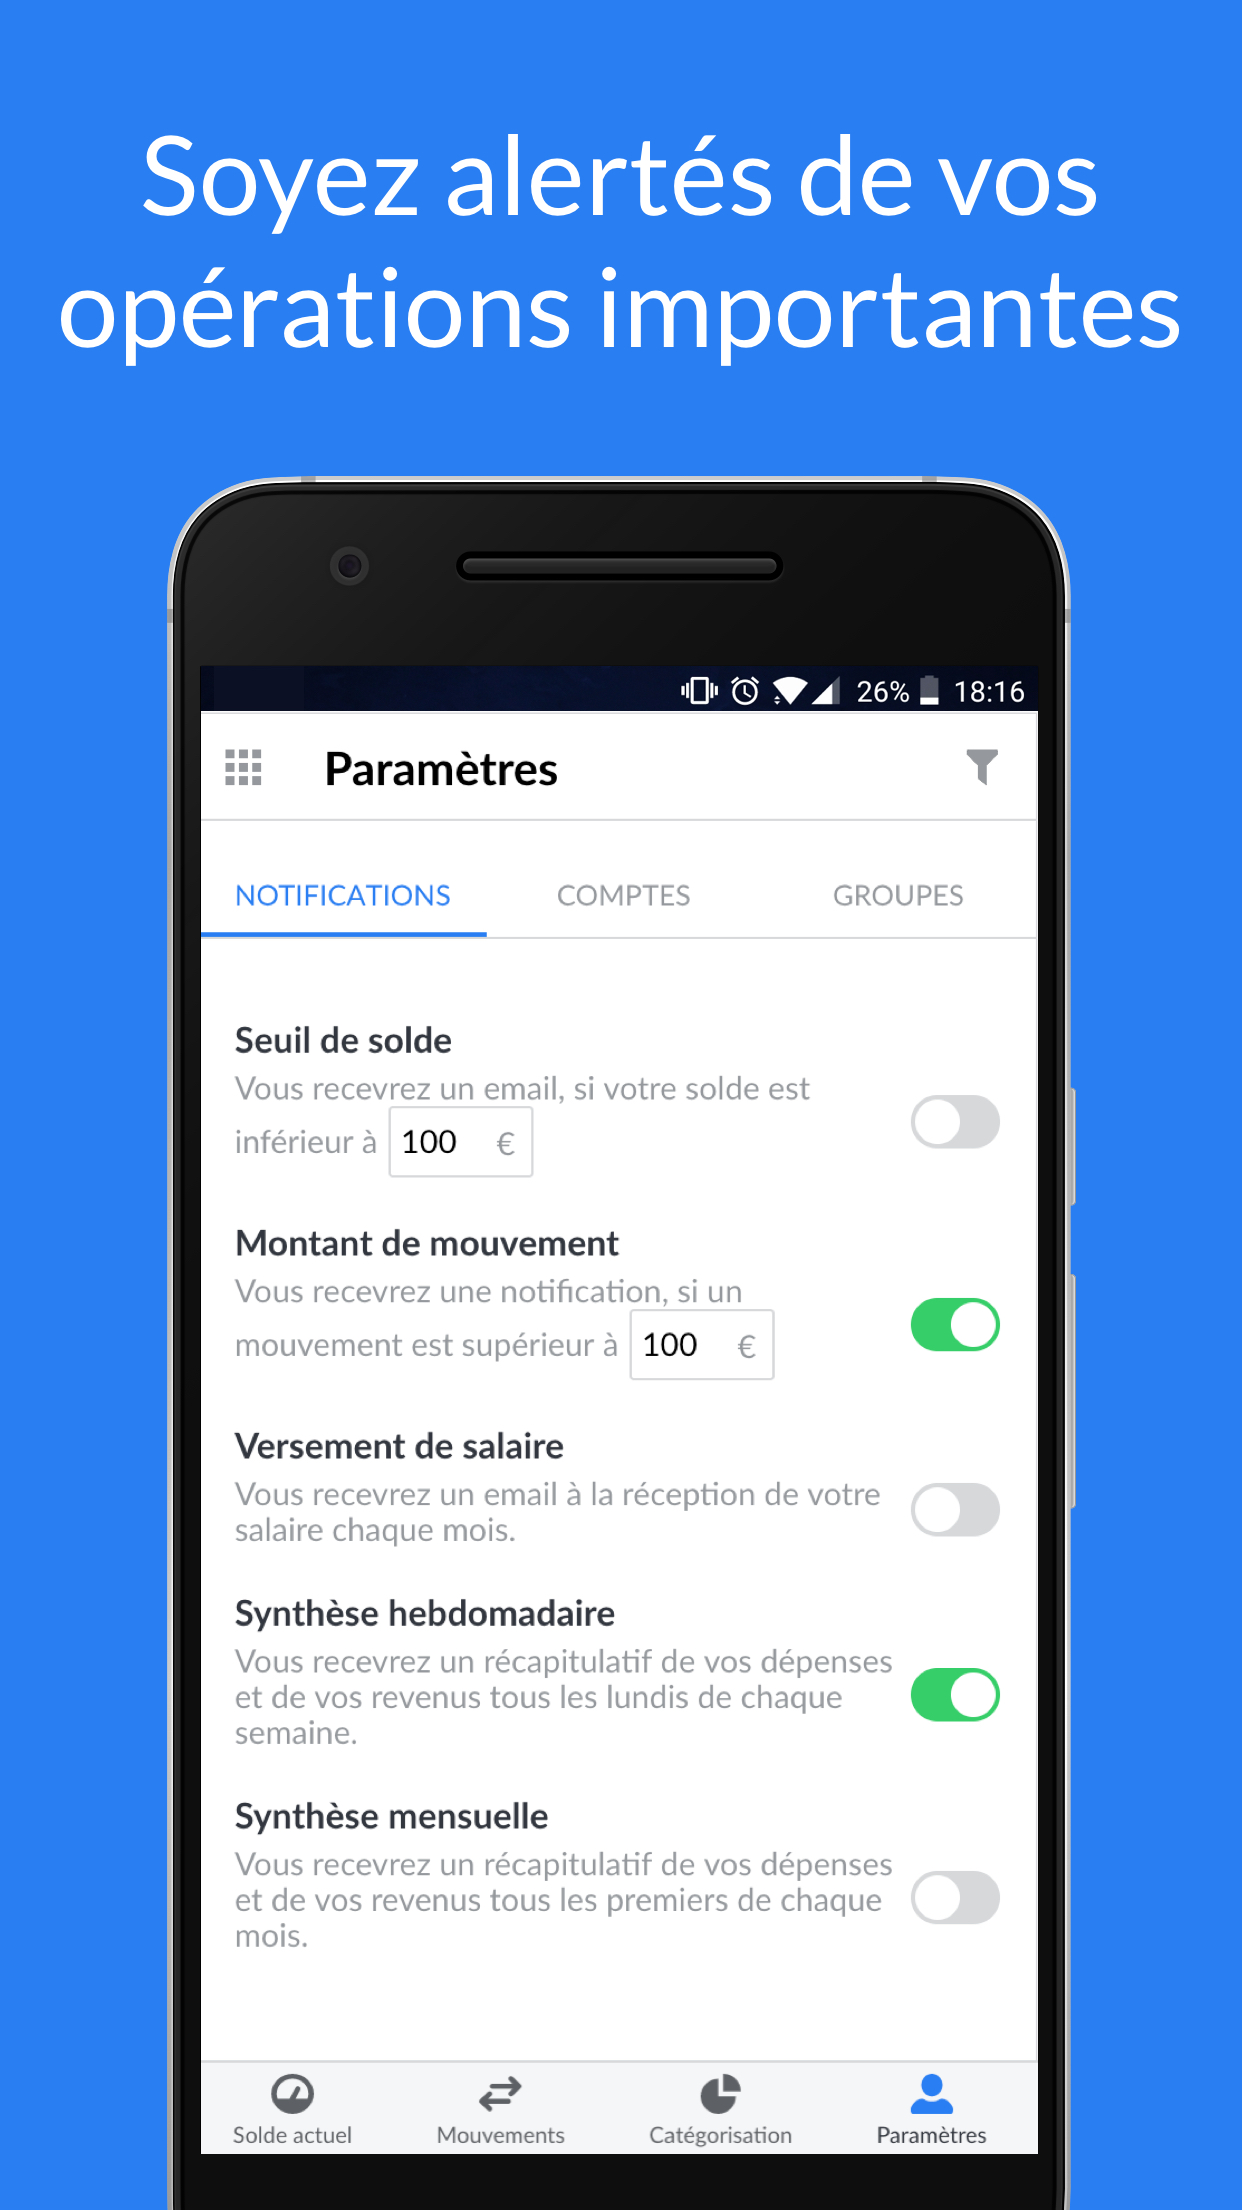 Soyez alertés de vos
opérations importantes
26% 18:16
Paramètres
NOTIFICATIONS COMPTES GROUPES
Seuil de solde
Vous recevrez un email, si votre solde est
inférieur à 100 €
Montant de mouvement
Vous recevrez une notification, si un
mouvement est supérieur à 100 €
Versement de salaire
Vous recevrez un email à la réception de votre
salaire chaque mois.
Synthèse hebdomadaire
Vous recevrez un récapitulatif de vos dépenses
et de vos revenus tous les lundis de chaque
semaine.
Synthèse mensuelle
Vous recevrez un récapitulatif de vos dépenses
et de vos revenus tous les premiers de chaque
mois.
Solde actuel Mouvements Catégorisation Paramètres